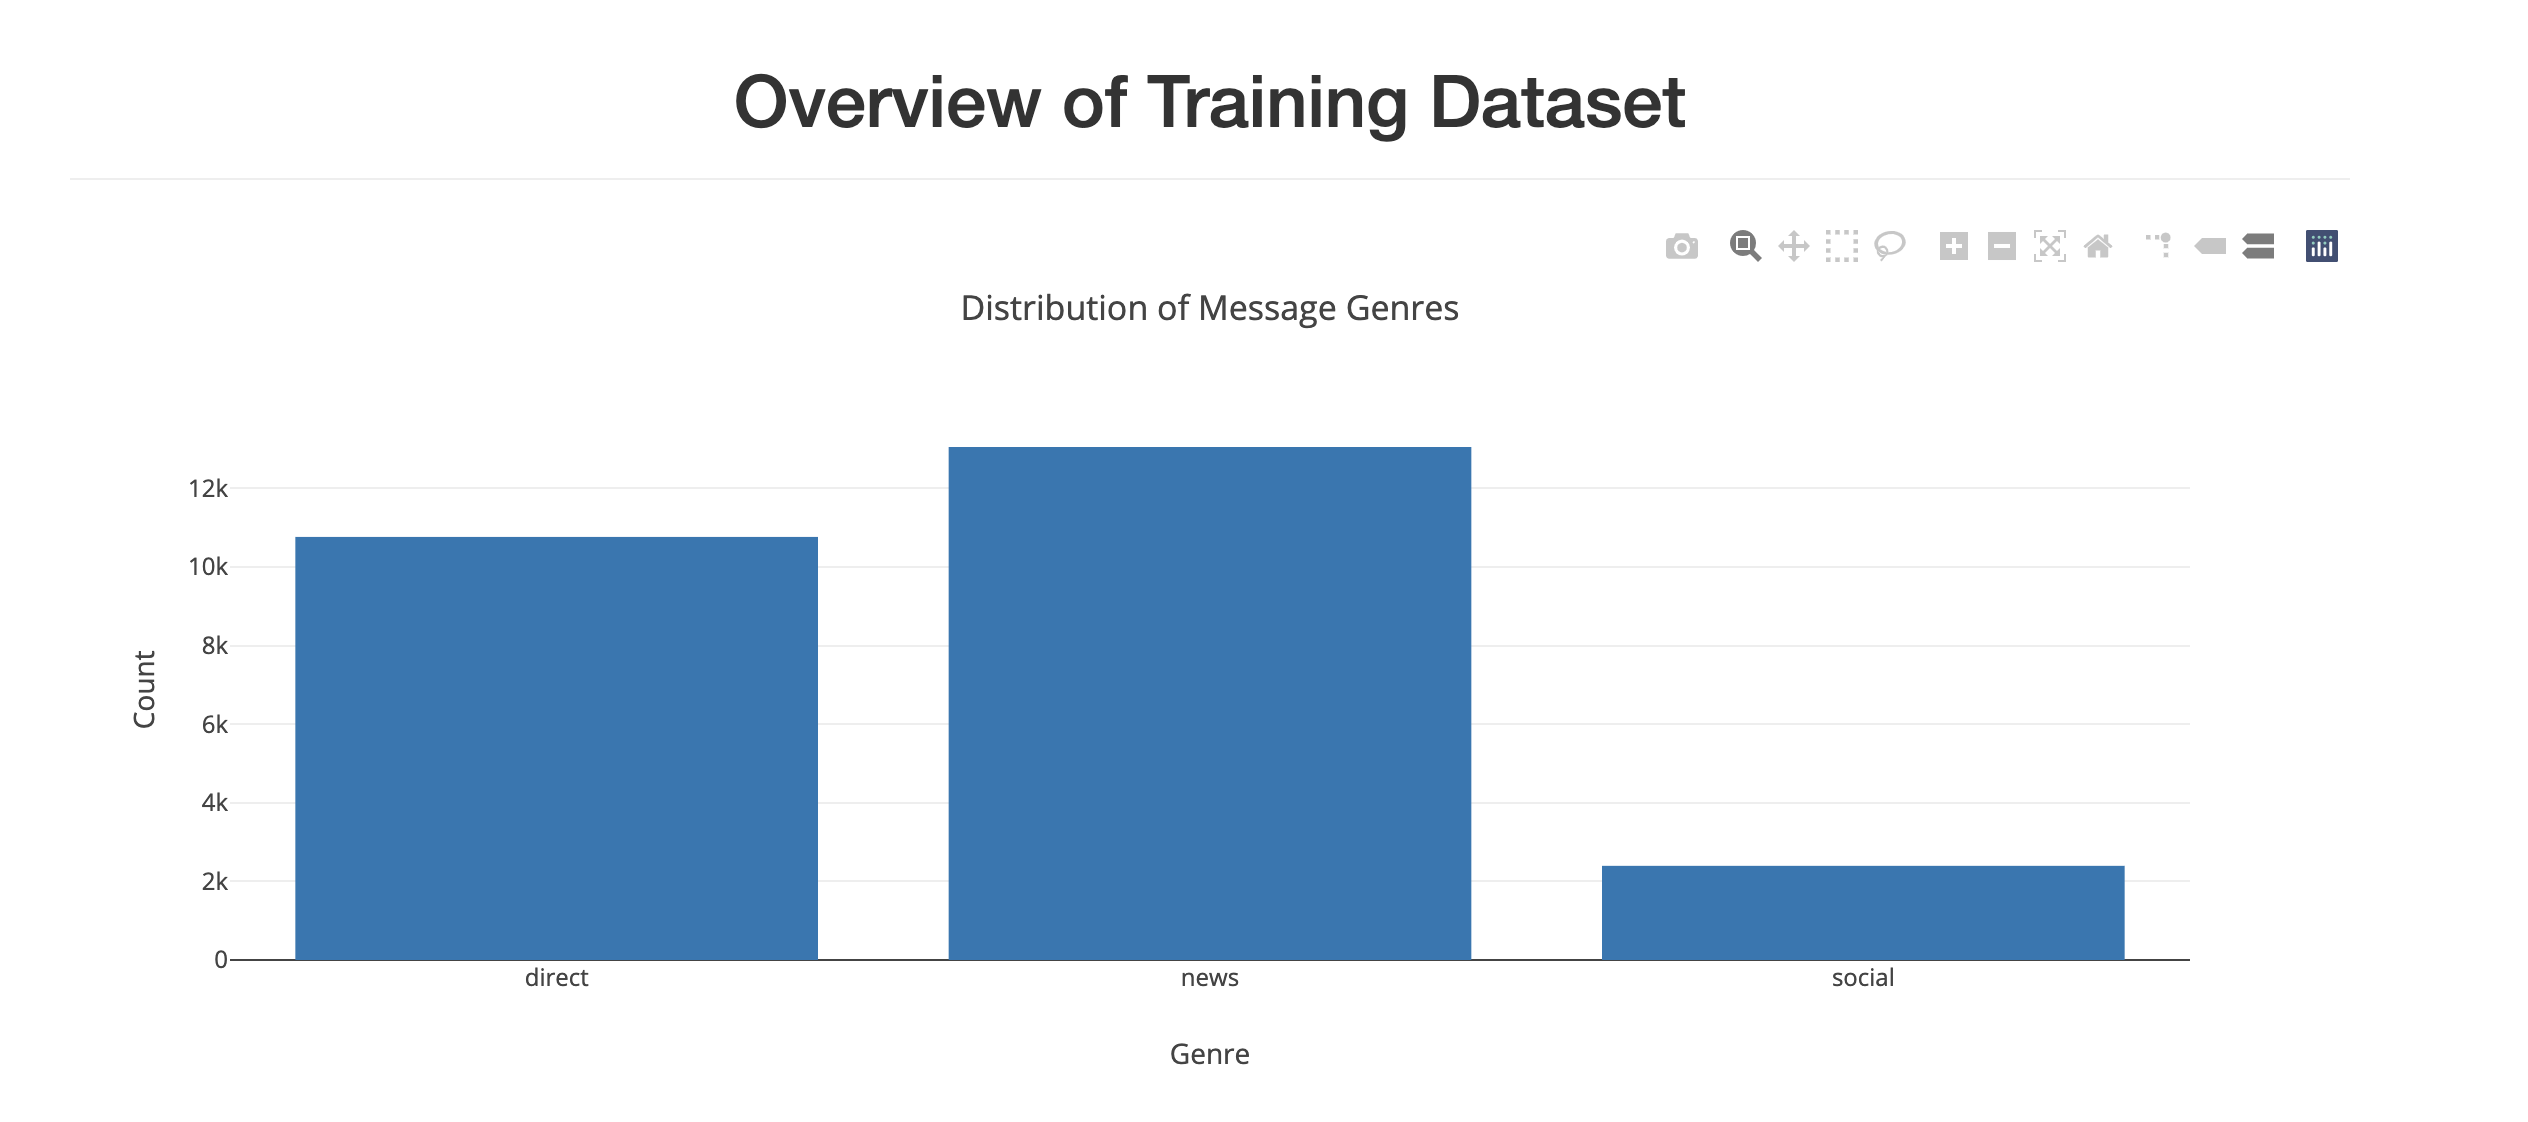 Overview of Training Dataset
Distribution of Message Genres
12k
10k
8k
6k
4k
2k
0
Count
direct news social
Genre